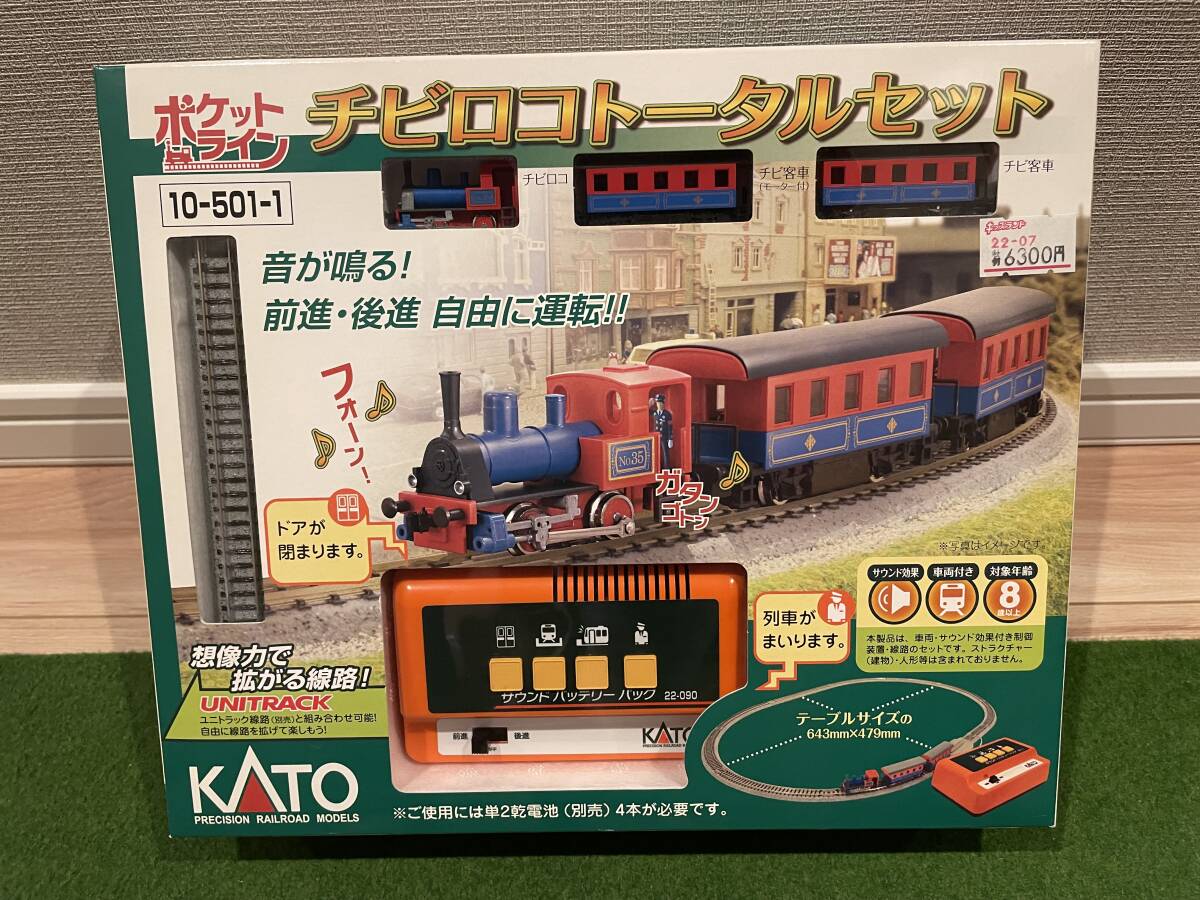 ポケットライン
チビロコトータルセット
10-501-1
チビロコ
チビ客車
(モーター付)
チビ客車
キッズランド
22-07
6300円
音が鳴る!
前進・後進 自由に運転!!
フォーン!
No35
ガタン
ゴトン
ドアが
閉まります。
※写真はイメージです
サウンド効果
車両付き
対象年齢
8
歳以上
列車が
まいります。
本製品は、車両・サウンド効果付き制御
装置・線路のセットです。ストラクチャー
(建物)・人形等は含まれておりません。
想像力で
拡がる線路!
UNITRACK
ユニトラック線路(別売)と組み合わせ可能!
自由に線路を拡げて楽しもう!
サウンド バッテリー パック 22-090
前進
後進
KATO
PRECISION RAILROAD MODELS
テーブルサイズの
643mm×479mm
KATO
PRECISION RAILROAD MODELS
※ご使用には単2乾電池(別売)4本が必要です。